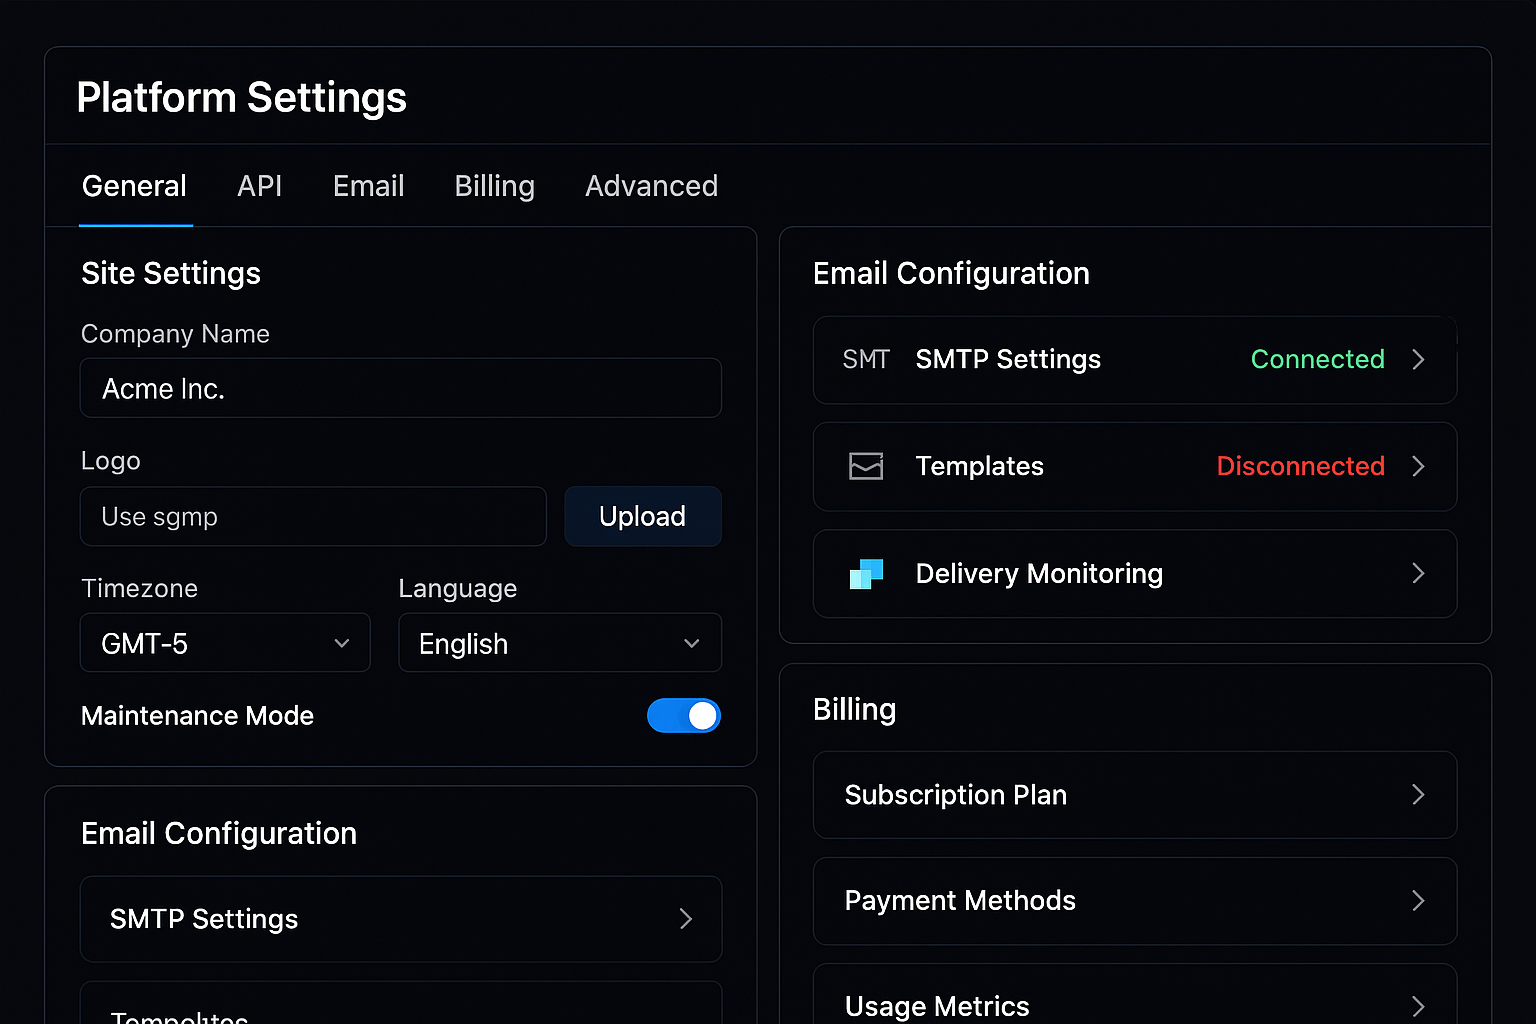 Platform Settings
General API Email Billing Advanced
Site Settings
Company Name
Acme Inc.
Logo
Use sgmp Upload
Timezone Language
GMT-5 English
Maintenance Mode
Email Configuration
SMTP Settings
Email Configuration
SMT SMTP Settings Connected
Templates Disconnected
Delivery Monitoring
Billing
Subscription Plan
Payment Methods
Usage Metrics